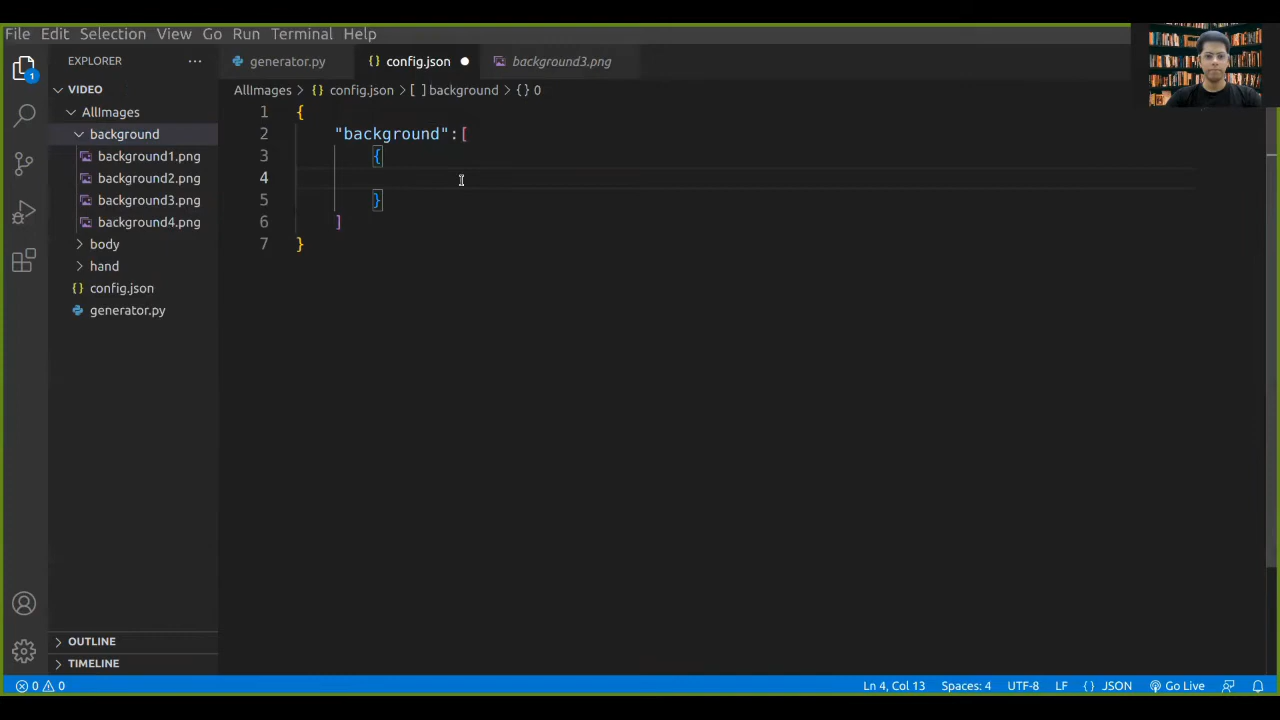 File Edit Selection View Go Run Terminal Help
EXPLORER ...
generator.py
{} config.json
background3.png
1
VIDEO
AllImages > {} config.json > [ ] background > {} 0
AllImages
background
background1.png
background2.png
background3.png
background4.png
body
hand
{} config.json
generator.py
1 {
2 "background":[
3 {
4
5 }
6 ]
7 }
OUTLINE
TIMELINE
0 0 Ln 4, Col 13 Spaces: 4 UTF-8 LF {} JSON Go Live